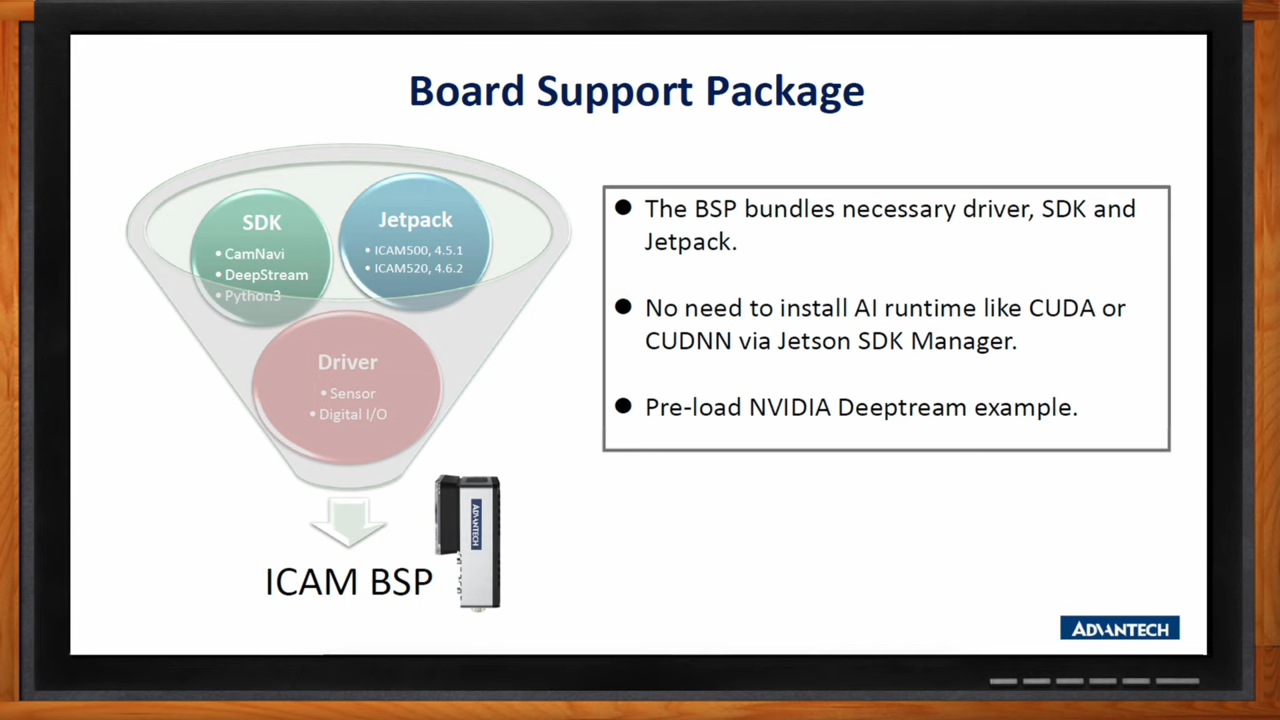 Board Support Package
SDK
• CamNavi
• DeepStream
• Python3
Jetpack
• ICAM500, 4.5.1
• ICAM520, 4.6.2
Driver
• Sensor
• Digital I/O
ICAM BSP
ADVANTECH
● The BSP bundles necessary driver, SDK and
Jetpack.
● No need to install AI runtime like CUDA or
CUDNN via Jetson SDK Manager.
● Pre-load NVIDIA Deeptream example.
ADVANTECH